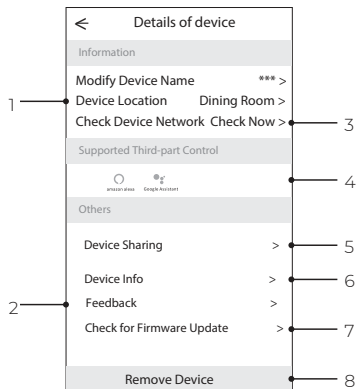 Details of device
Information
Modify Device Name *** >
1 Device Location Dining Room >
Check Device Network Check Now > 3
Supported Third-part Control
amazon alexa Google Assistant 4
Others
Device Sharing > 5
Device Info > 6
2 Feedback >
Check for Firmware Update > 7
Remove Device 8